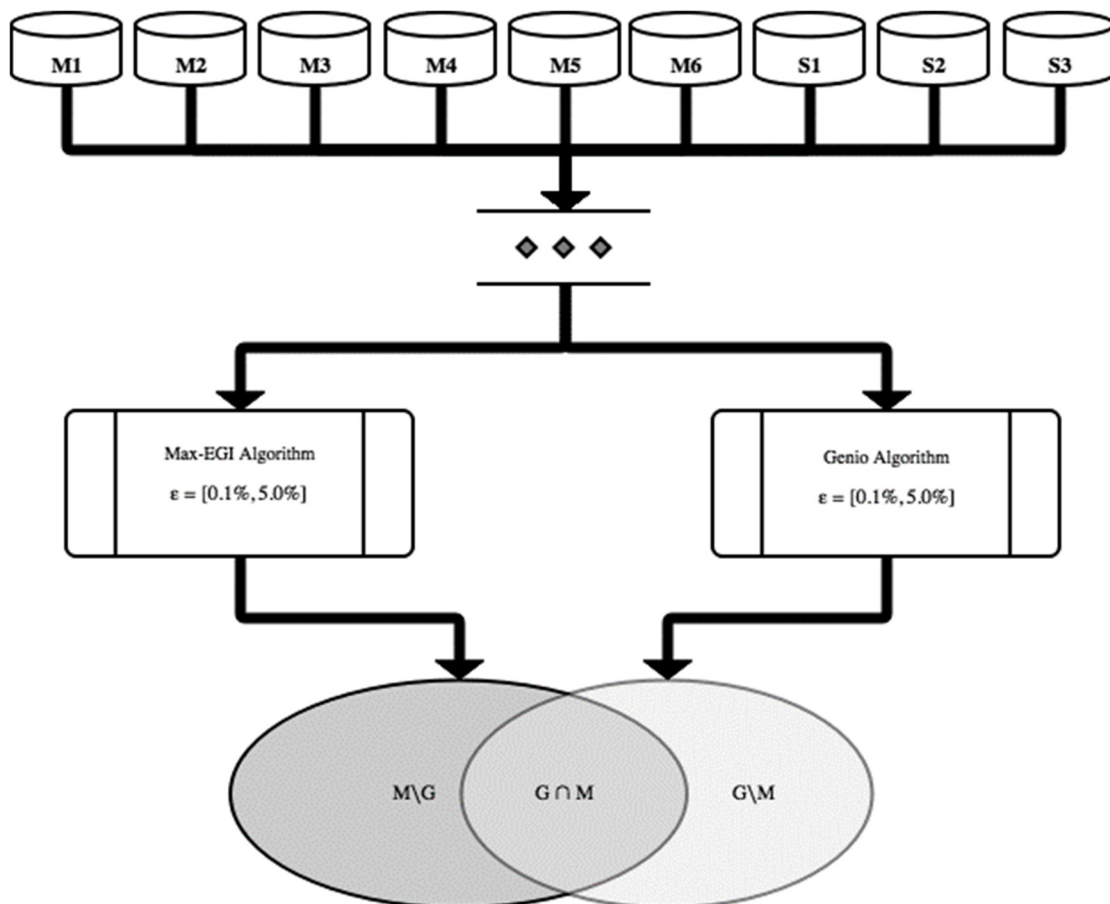 M1 M2 M3 M4 M5 M6 S1 S2 S3
Max-EGI Algorithm
ε = [0.1%, 5.0%]
Genio Algorithm
ε = [0.1%, 5.0%]
M\G G ∩ M G\M